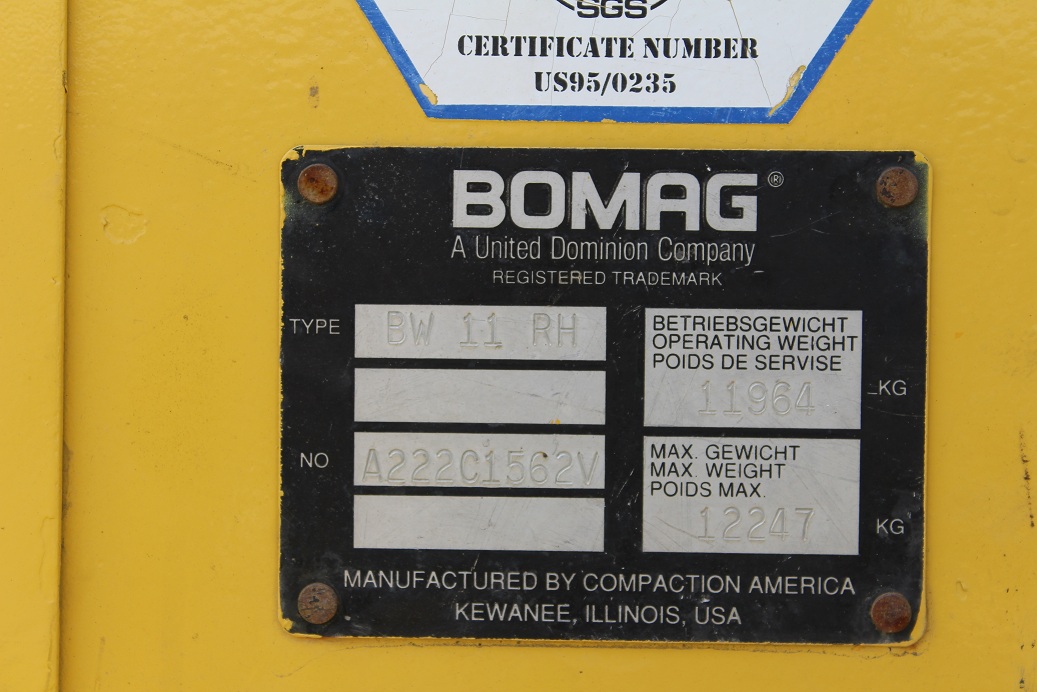 SGS
CERTIFICATE NUMBER
US95/0235
BOMAG®
A United Dominion Company
REGISTERED TRADEMARK
TYPE BW 11 RH
NO A222C1562V
BETRIEBSGEWICHT
OPERATING WEIGHT
POIDS DE SERVISE
11964 KG
MAX. GEWICHT
MAX. WEIGHT
POIDS MAX.
12247 KG
MANUFACTURED BY COMPACTION AMERICA
KEWANEE, ILLINOIS, USA